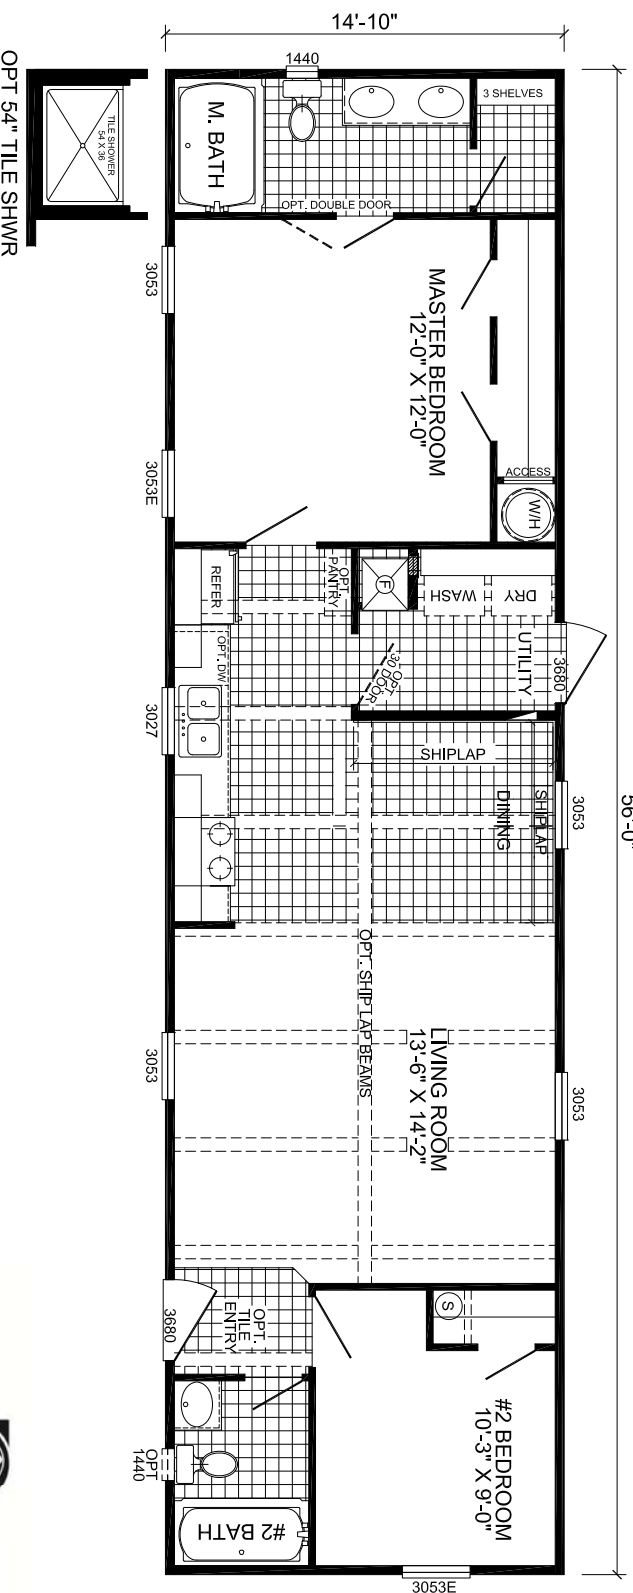 14'-10"
1440
3 SHELVES
M. BATH
TILE SHOWER
54 X 36
OPT 54" TILE SHWR
OPT. DOUBLE DOOR
3053
MASTER BEDROOM
12'-0" X 12'-0"
3053E
ACCESS
W/H
REFER
OPT.
PANTRY
F
WASH
DRY
UTILITY
3680
OPT.
30 DOOR
OPT. DW
3027
SHIPLAP
SHIPLAP
DINING
3053
56'-0"
OPT. SHIP LAP BEAMS
LIVING ROOM
13'-6" X 14'-2"
3053
3053
OPT.
TILE
ENTRY
3680
S
#2 BEDROOM
10'-3" X 9'-0"
OPT
1440
#2 BATH
3053E